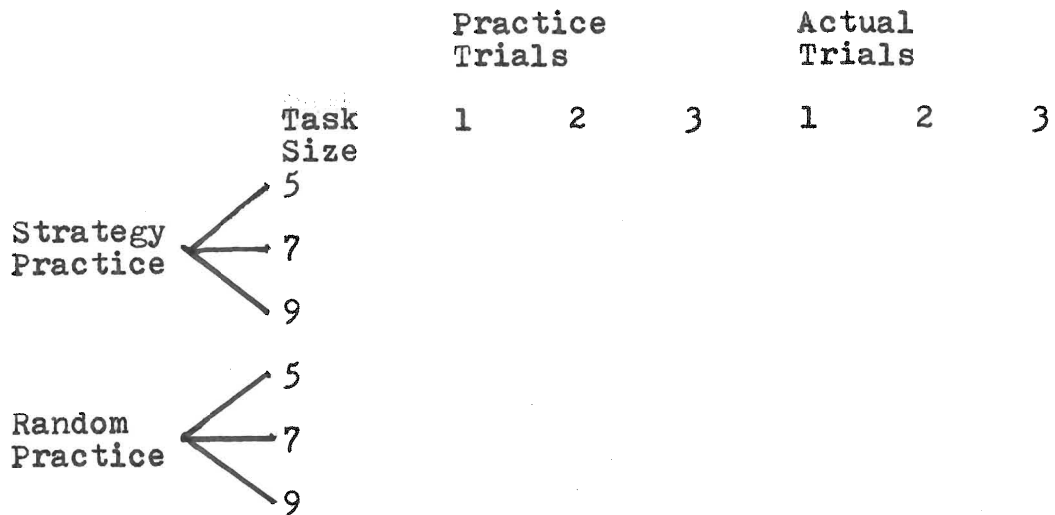 Practice Trials
Actual Trials
Task Size
1 2 3 1 2 3
Strategy Practice
5
7
9
Random Practice
5
7
9